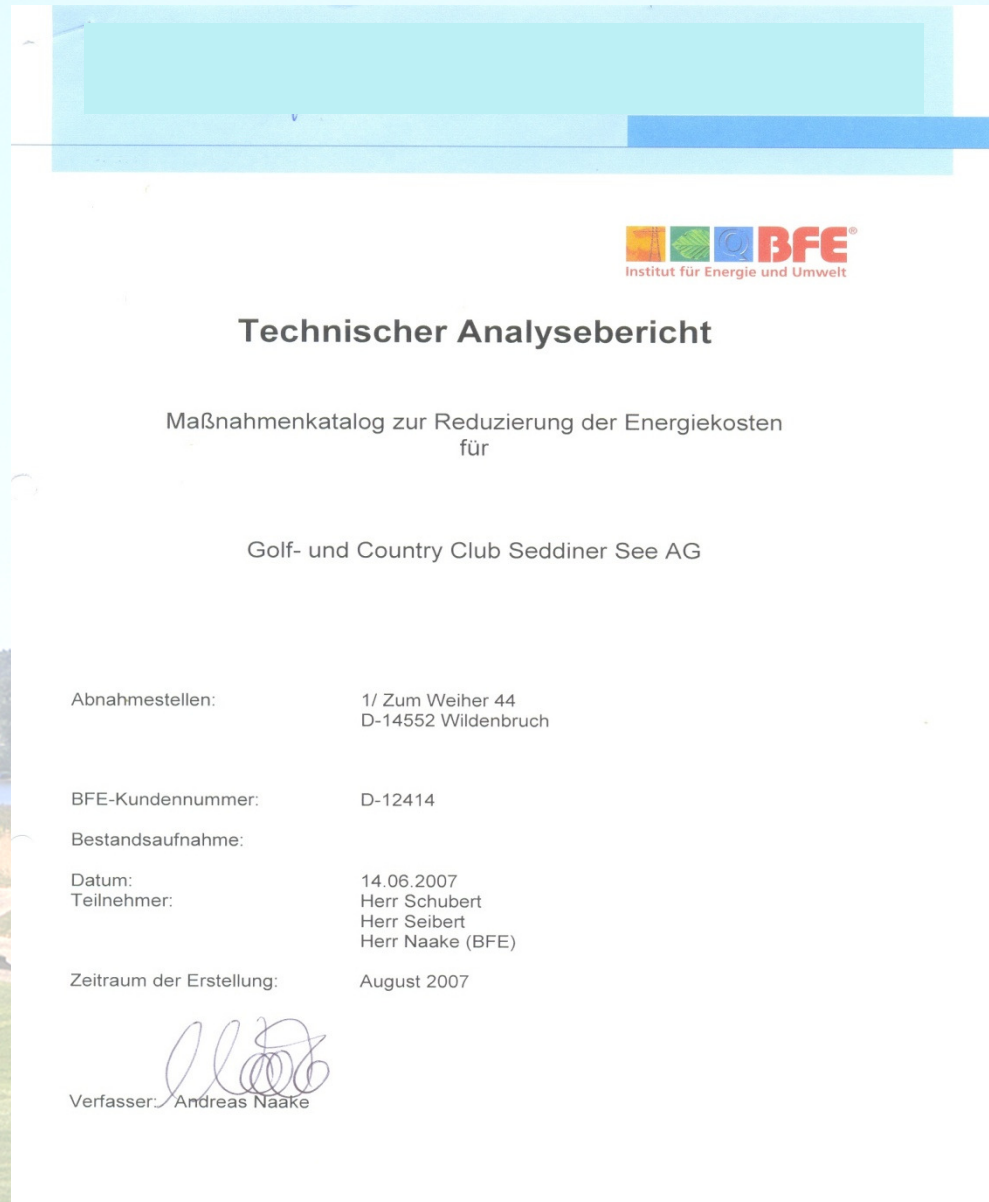 BFE®
Institut für Energie und Umwelt
Technischer Analysebericht
Maßnahmenkatalog zur Reduzierung der Energiekosten
für
Golf- und Country Club Seddiner See AG
Abnahmestellen: 1/ Zum Weiher 44
D-14552 Wildenbruch
BFE-Kundennummer: D-12414
Bestandsaufnahme:
Datum: 14.06.2007
Teilnehmer: Herr Schubert
Herr Seibert
Herr Naake (BFE)
Zeitraum der Erstellung: August 2007
Verfasser: Andreas Naake